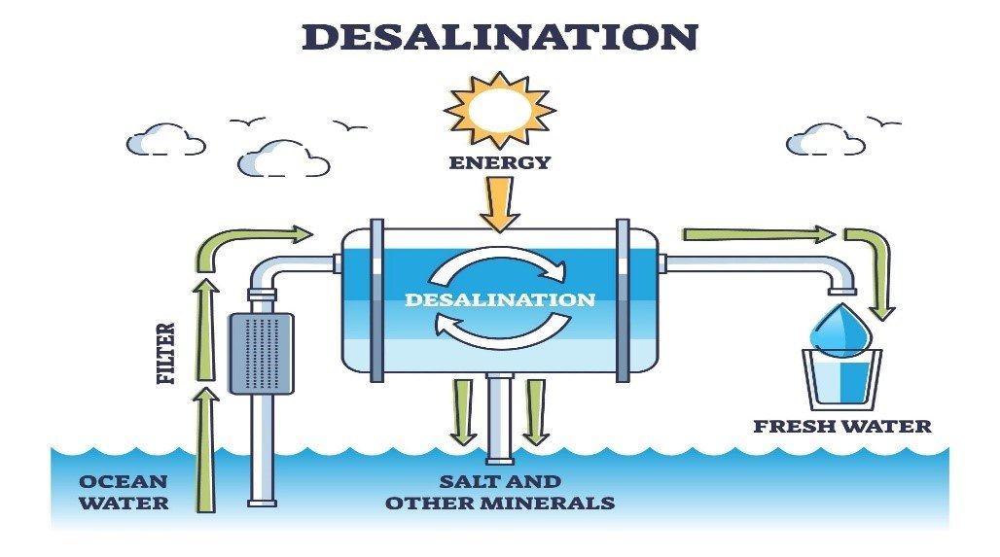 DESALINATION
ENERGY
DESALINATION
FILTER
FRESH WATER
OCEAN
WATER
SALT AND
OTHER MINERALS